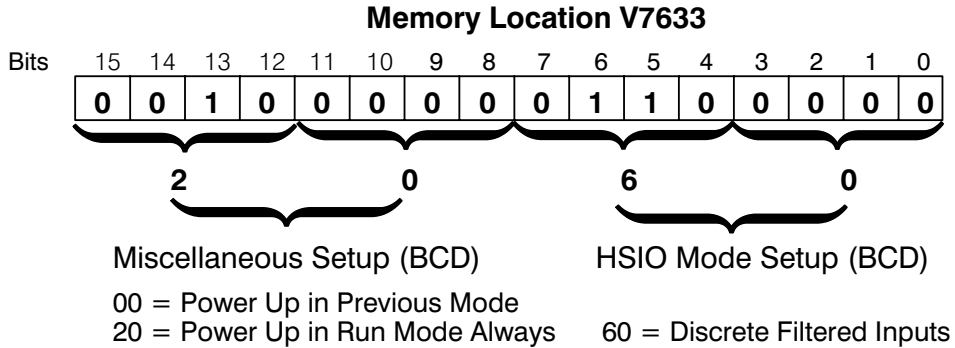 Memory Location V7633
Bits 15 14 13 12 11 10 9 8 7 6 5 4 3 2 1 0
0 0 1 0 0 0 0 0 0 1 1 0 0 0 0 0
2 0 6 0
Miscellaneous Setup (BCD) HSIO Mode Setup (BCD)
00 = Power Up in Previous Mode
20 = Power Up in Run Mode Always 60 = Discrete Filtered Inputs